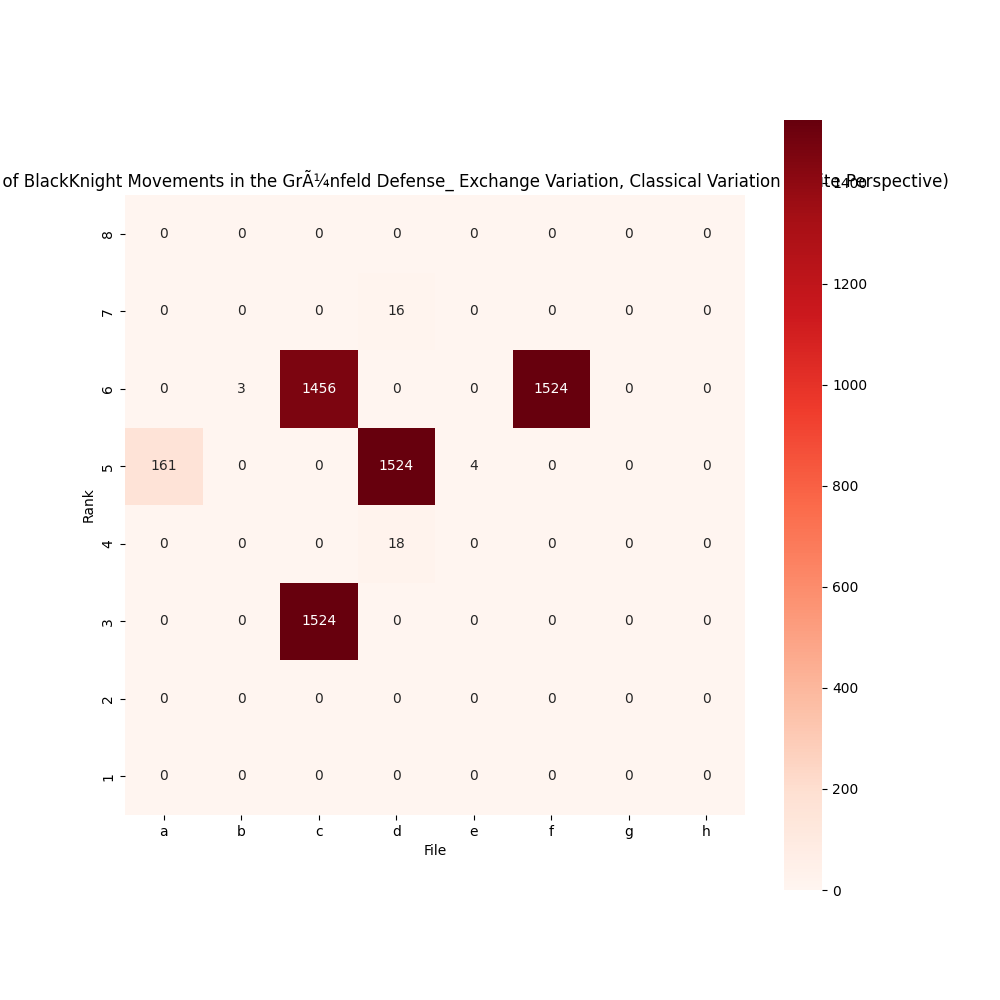 of BlackKnight Movements in the GrÃ¼nfeld Defense_ Exchange Variation, Classical Variation Perspective)
1400
8 0 0 0 0 0 0 0 0
1200
7 0 0 0 16 0 0 0 0
6 0 3 1456 0 0 1524 0 0
1000
5 161 0 0 1524 4 0 0 0
800
Rank
4 0 0 0 18 0 0 0 0
600
3 0 0 1524 0 0 0 0 0
400
2 0 0 0 0 0 0 0 0
1 0 0 0 0 0 0 0 0
200
a b c d e f g h
File
0